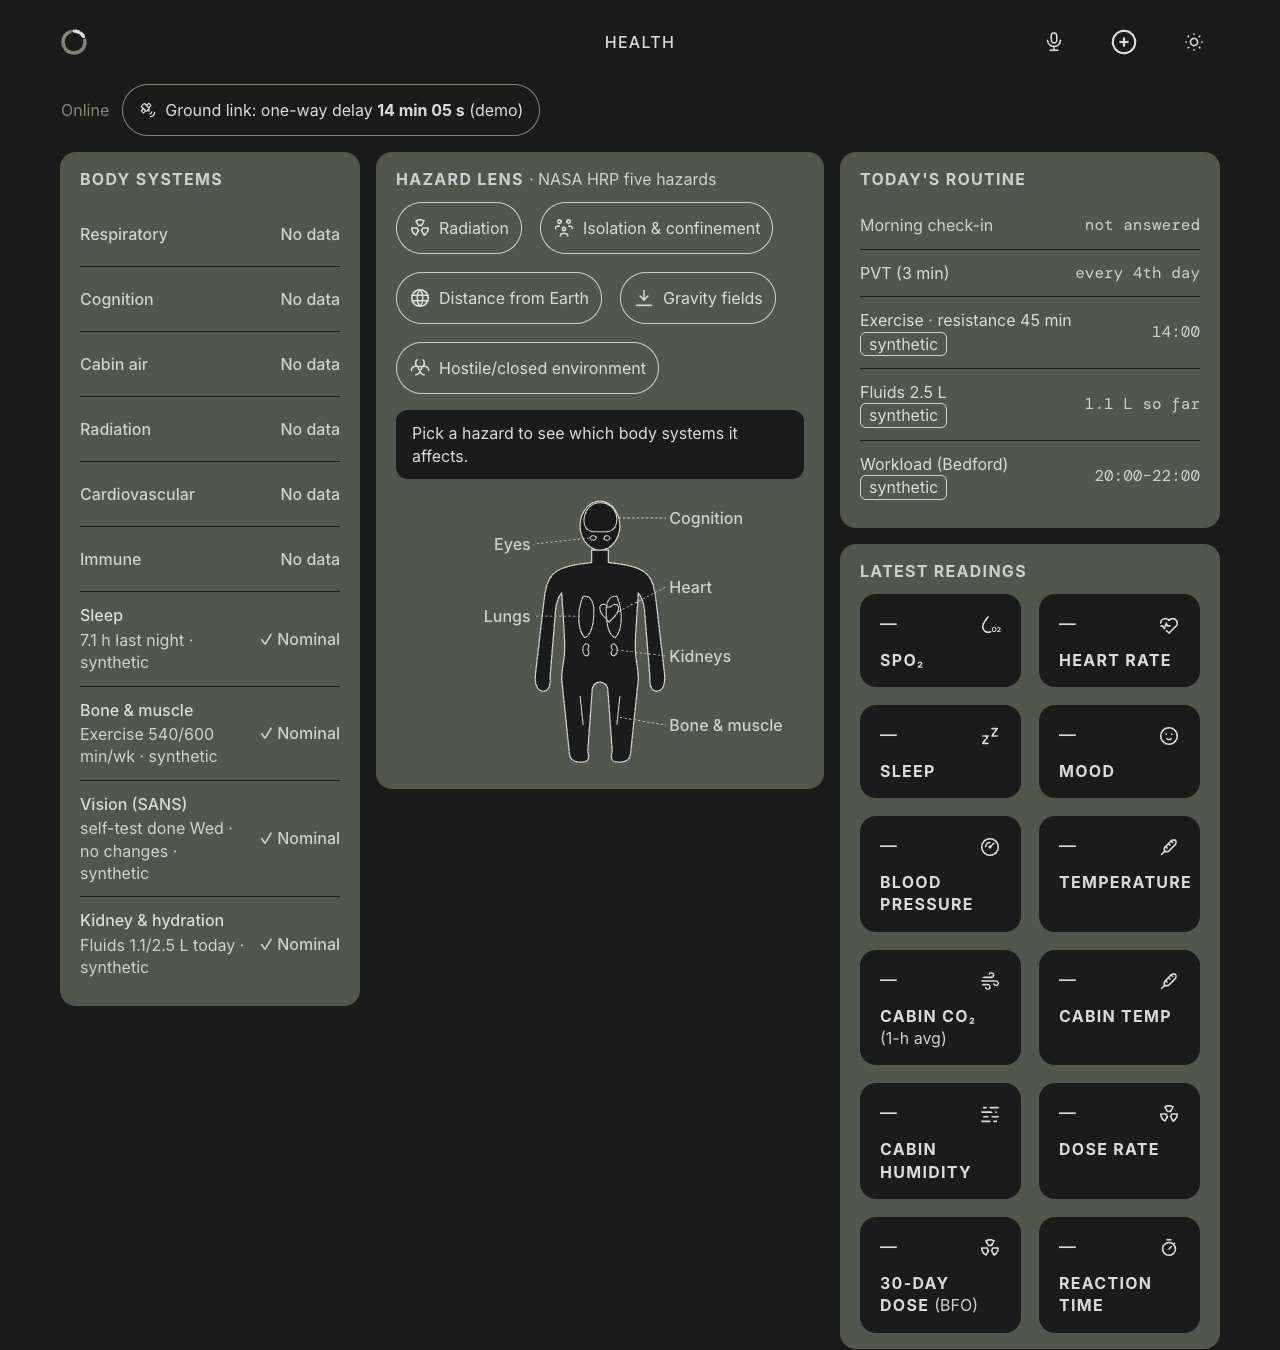 HEALTH
Online
Ground link: one-way delay 14 min 05 s (demo)
BODY SYSTEMS
Respiratory No data
Cognition No data
Cabin air No data
Radiation No data
Cardiovascular No data
Immune No data
Sleep
7.1 h last night ·
synthetic
✓ Nominal
Bone & muscle
Exercise 540/600
min/wk · synthetic
✓ Nominal
Vision (SANS)
self-test done Wed ·
no changes ·
synthetic
✓ Nominal
Kidney & hydration
Fluids 1.1/2.5 L today ·
synthetic
✓ Nominal
HAZARD LENS · NASA HRP five hazards
Radiation
Isolation & confinement
Distance from Earth
Gravity fields
Hostile/closed environment
Pick a hazard to see which body systems it
affects.
Cognition
Eyes
Heart
Lungs
Kidneys
Bone & muscle
TODAY'S ROUTINE
Morning check-in not answered
PVT (3 min) every 4th day
Exercise · resistance 45 min
synthetic
14:00
Fluids 2.5 L
synthetic
1.1 L so far
Workload (Bedford)
synthetic
20:00–22:00
LATEST READINGS
—
O2
SPO₂
—
HEART RATE
—
zZ
SLEEP
—
MOOD
—
BLOOD
PRESSURE
—
TEMPERATURE
—
CABIN CO₂
(1-h avg)
—
CABIN TEMP
—
CABIN
HUMIDITY
—
DOSE RATE
—
30-DAY
DOSE (BFO)
—
REACTION
TIME